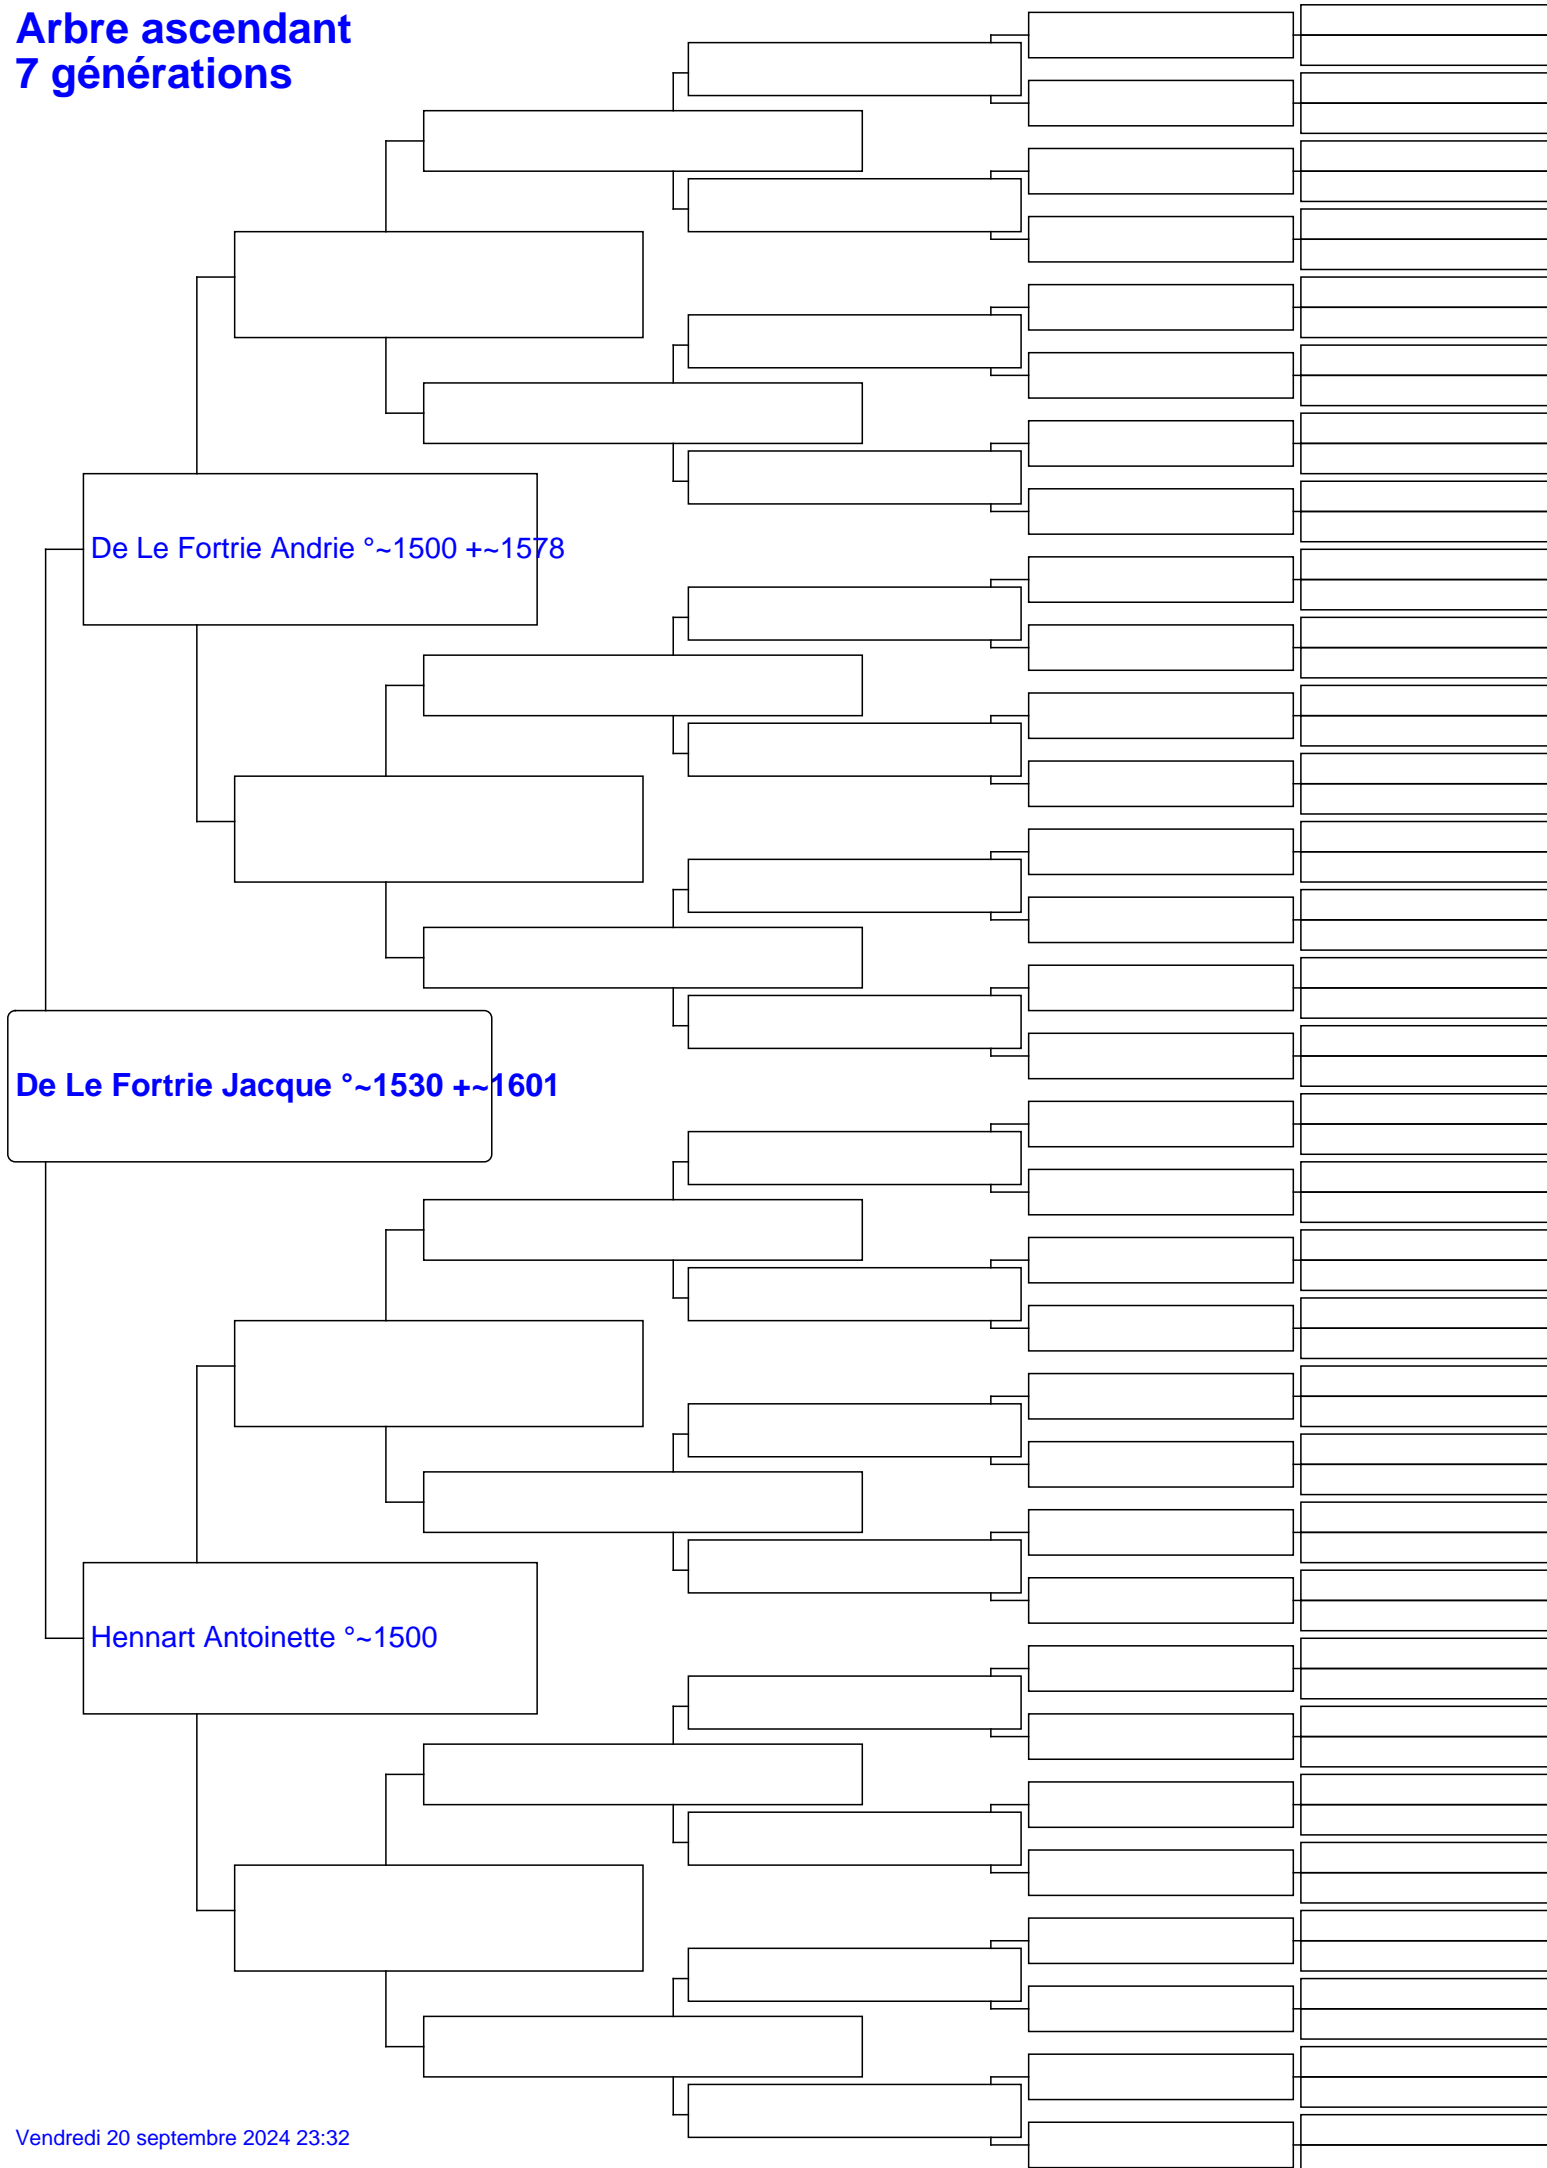 Arbre ascendant
7 générations
De Le Fortrie Andrie °~1500 +~1578
De Le Fortrie Jacque °~1530 +~1601
Hennart Antoinette °~1500
Vendredi 20 septembre 2024 23:32